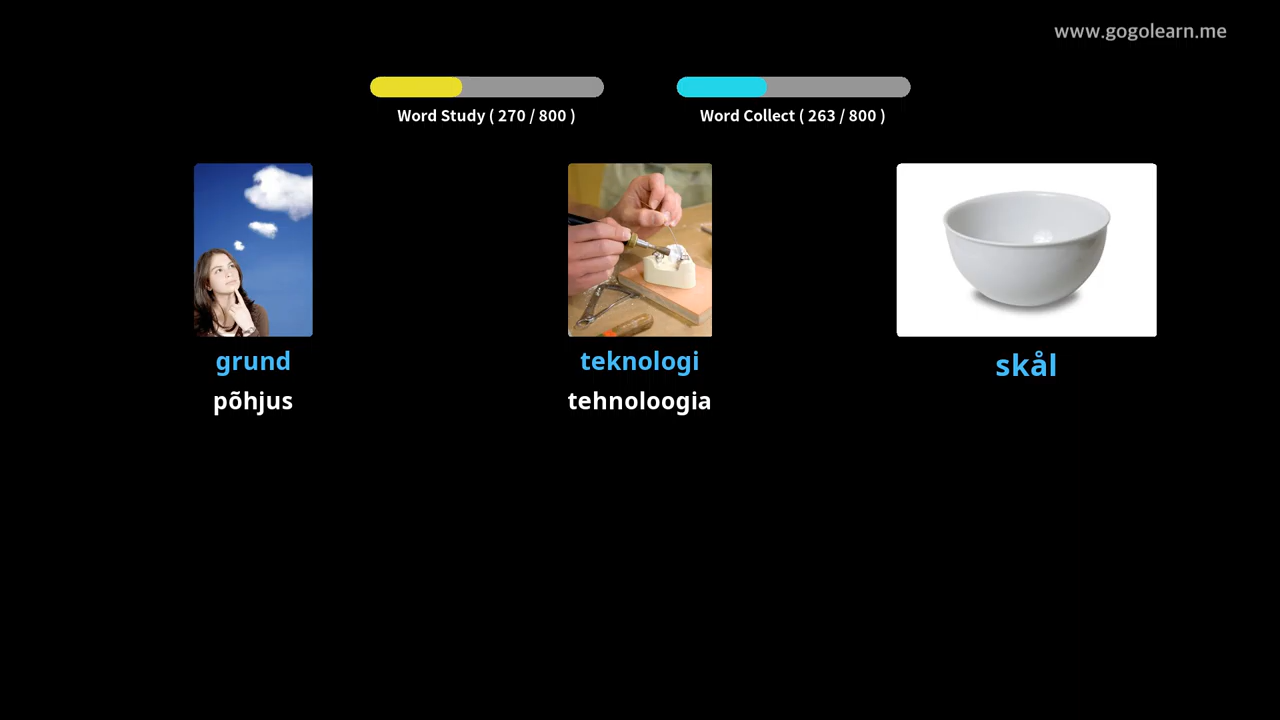 www.gogolearn.me
Word Study ( 270 / 800 )
Word Collect ( 263 / 800 )
grund
põhjus
teknologi
tehnoloogia
skål